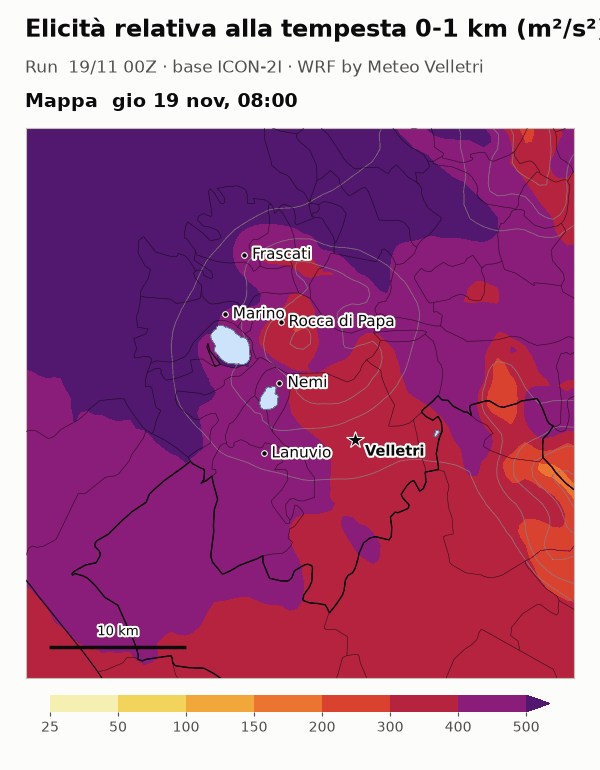 Elicità relativa alla tempesta 0-1 km (m²/s²)
Run  19/11 00Z · base ICON-2I · WRF by Meteo Velletri
Mappa  gio 19 nov, 08:00
Frascati
Marino
Rocca di Papa
Nemi
Lanuvio
Velletri
10 km
25 50 100 150 200 300 400 500